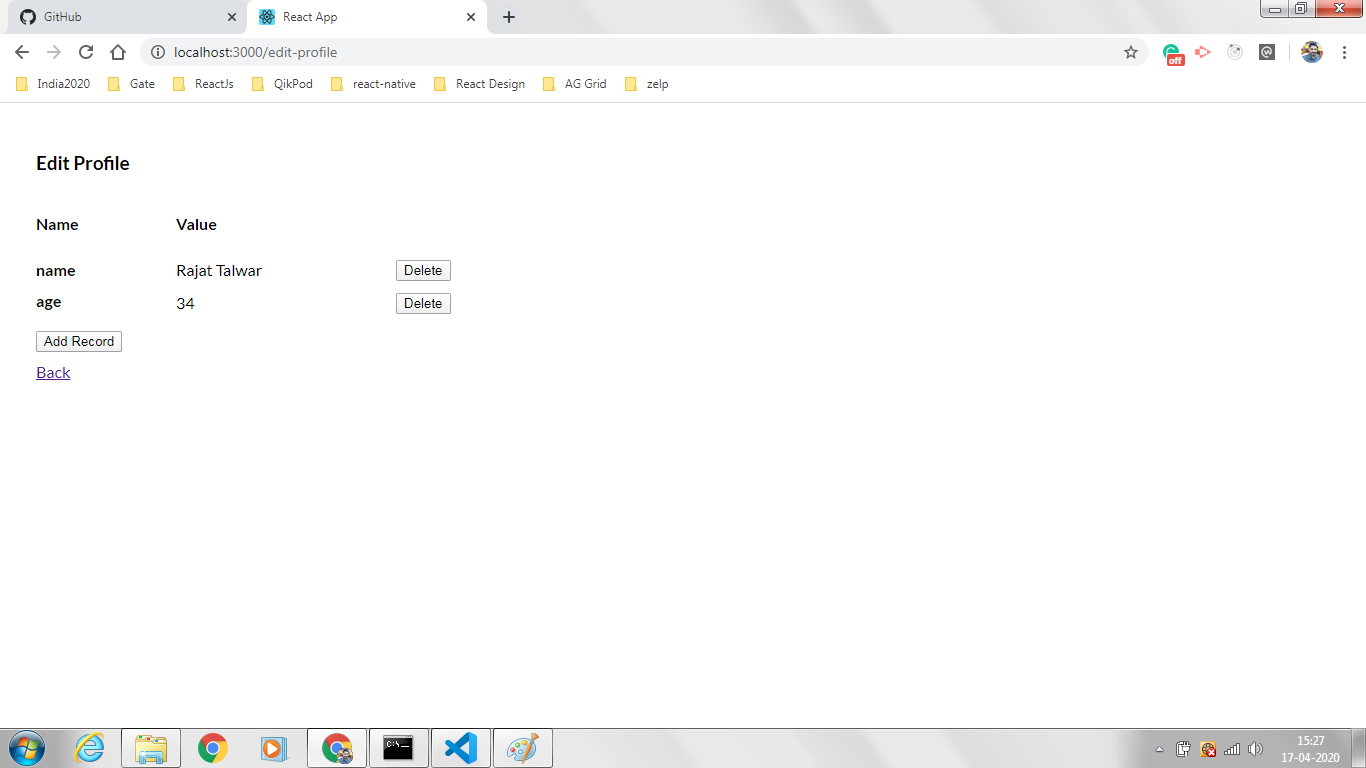 GitHub
React App
localhost:3000/edit-profile
off
India2020 Gate ReactJs QikPod react-native React Design AG Grid zelp
Edit Profile
Name Value
name Rajat Talwar Delete
age 34 Delete
Add Record
Back
C:\
15:27
17-04-2020